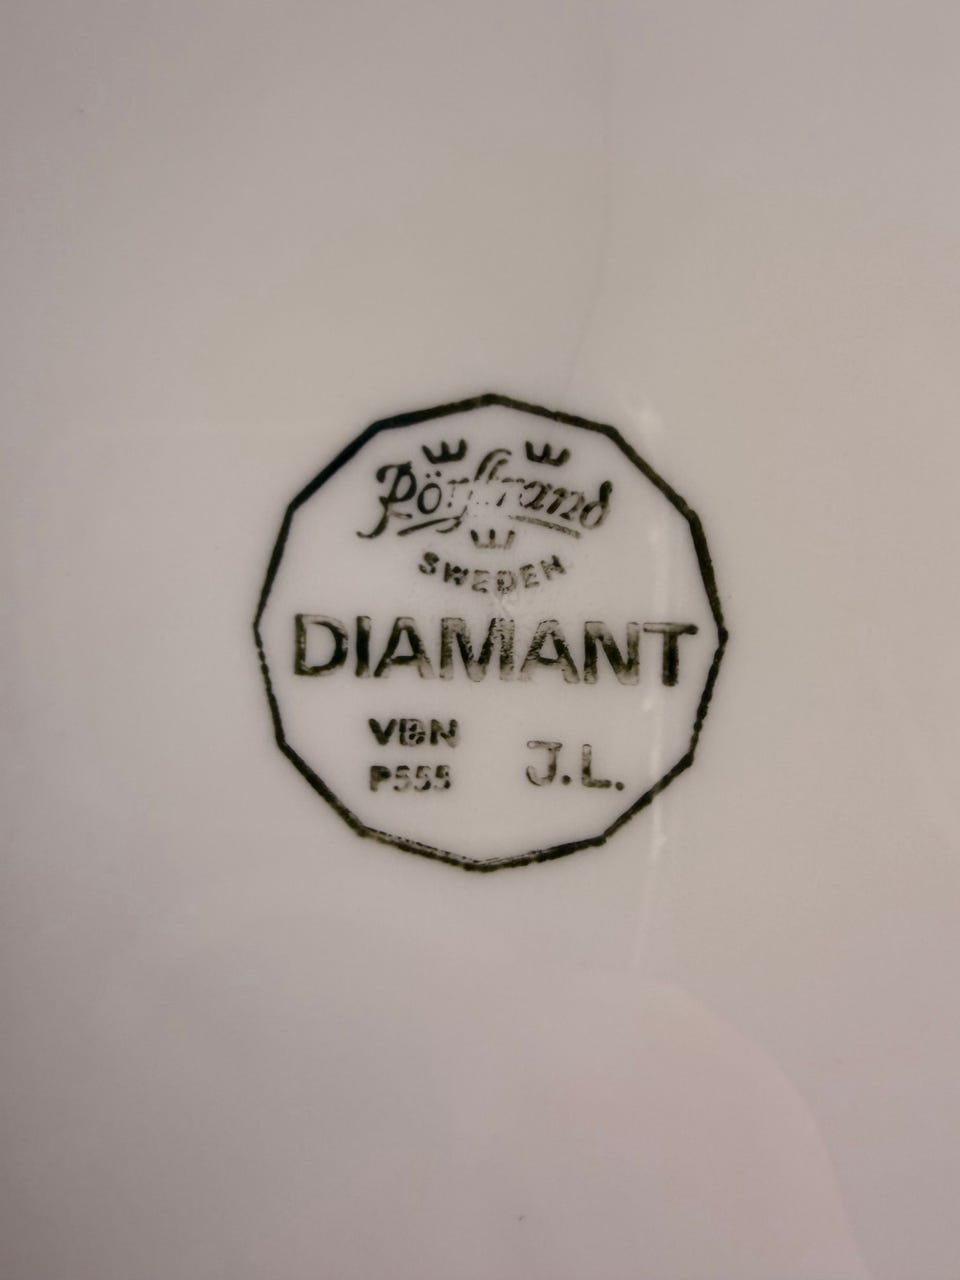 Rörstrand
SWEDEN
DIAMANT
VBN
P555
J.L.